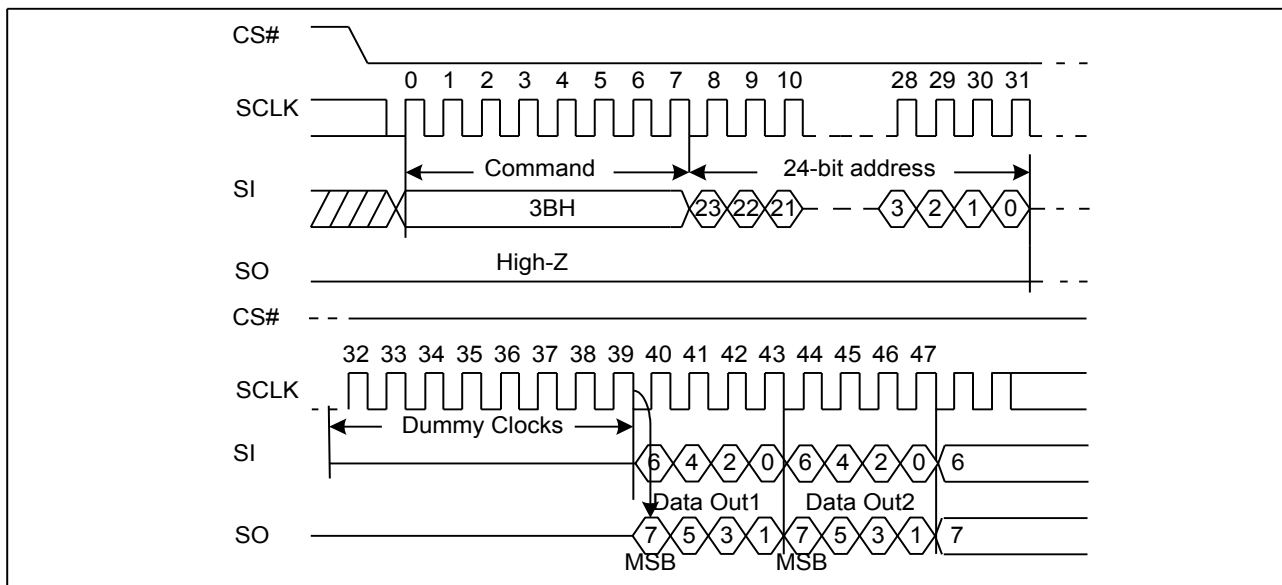 CS#
0 1 2 3 4 5 6 7 8 9 10 28 29 30 31
SCLK
Command 24-bit address
SI
3BH 23 22 21 3 2 1 0
High-Z
SO
CS#
32 33 34 35 36 37 38 39 40 41 42 43 44 45 46 47
SCLK
Dummy Clocks
SI
6 4 2 0 6 4 2 0 6
Data Out1 Data Out2
SO
7 5 3 1 7 5 3 1 7
MSB MSB